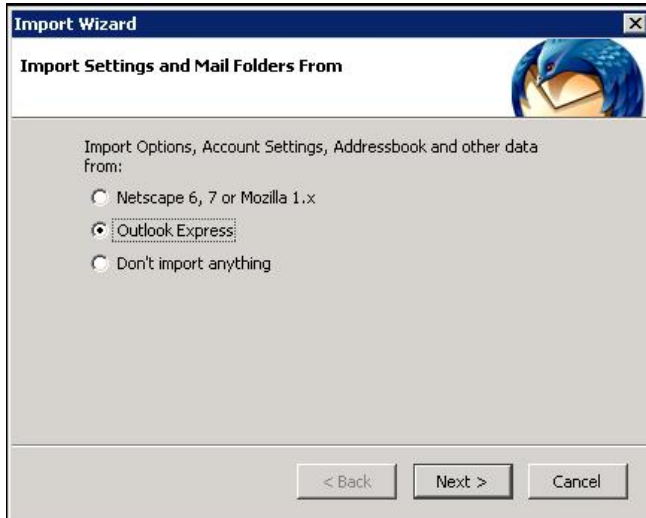 Import Wizard
Import Settings and Mail Folders From
Import Options, Account Settings, Addressbook and other data
from:
Netscape 6, 7 or Mozilla 1.x
Outlook Express
Don't import anything
< Back Next > Cancel